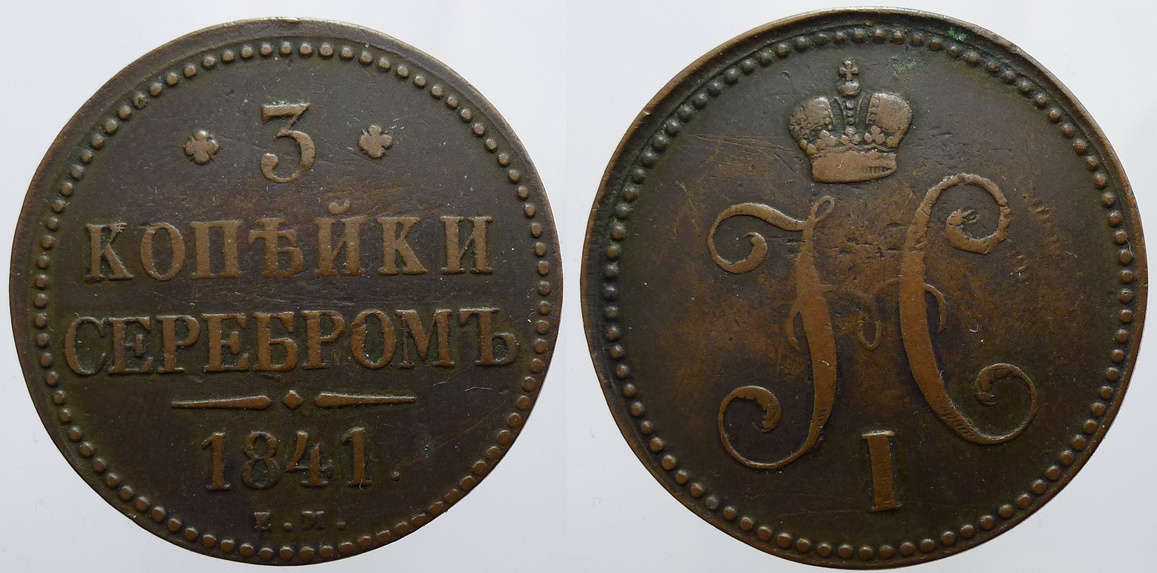 3
КОПѢЙКИ
СЕРЕБРОМЪ
1841.
Е.М.
Н
I